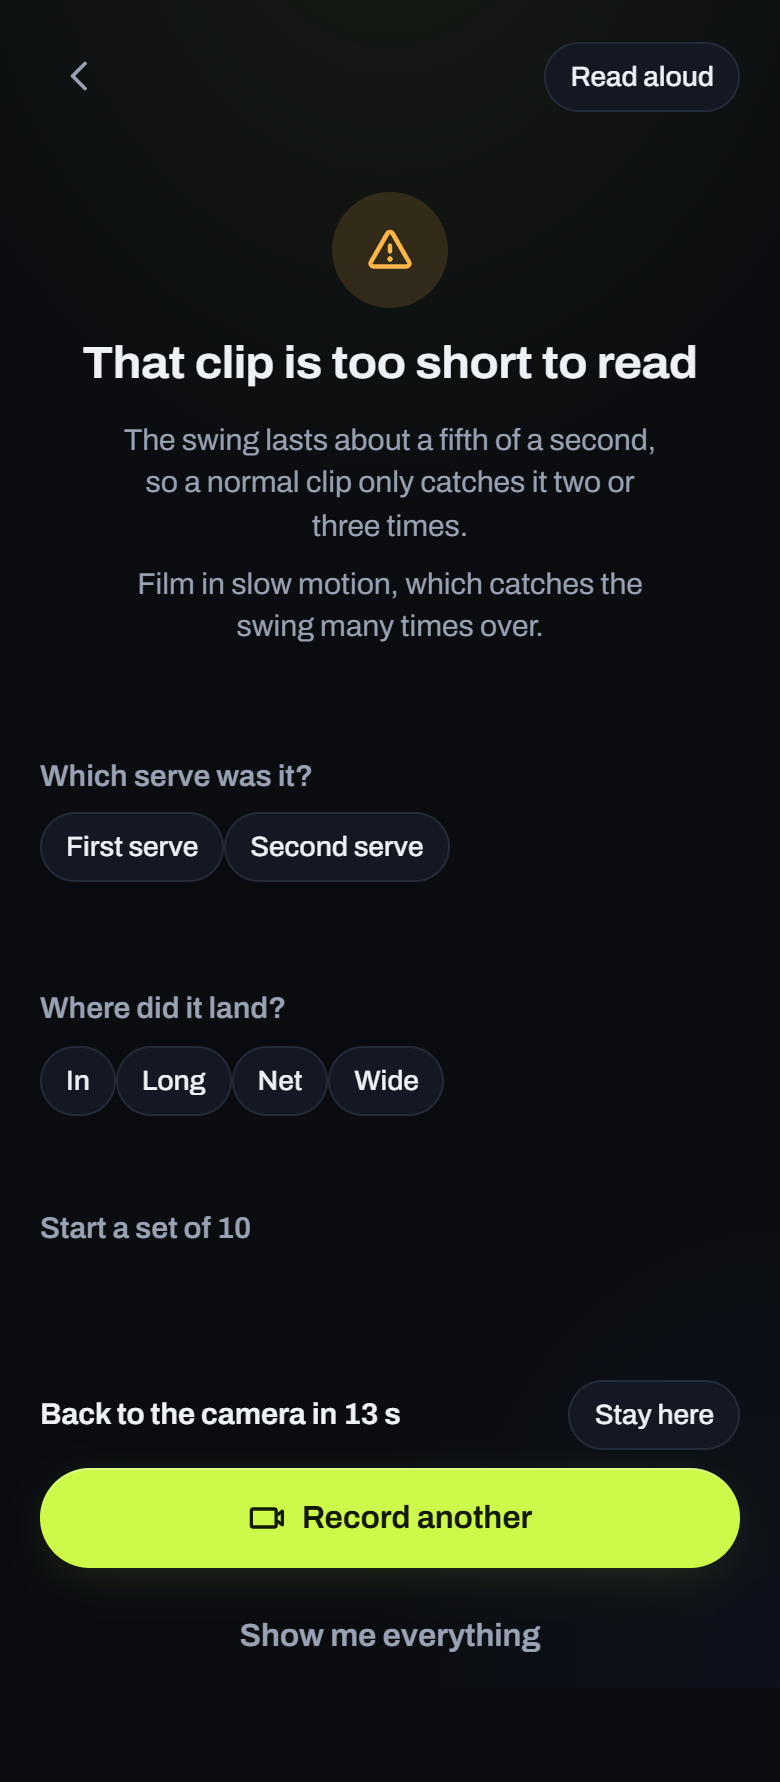 Read aloud
That clip is too short to read
The swing lasts about a fifth of a second,
so a normal clip only catches it two or
three times.
Film in slow motion, which catches the
swing many times over.
Which serve was it?
First serve Second serve
Where did it land?
In Long Net Wide
Start a set of 10
Back to the camera in 13 s Stay here
Record another
Show me everything